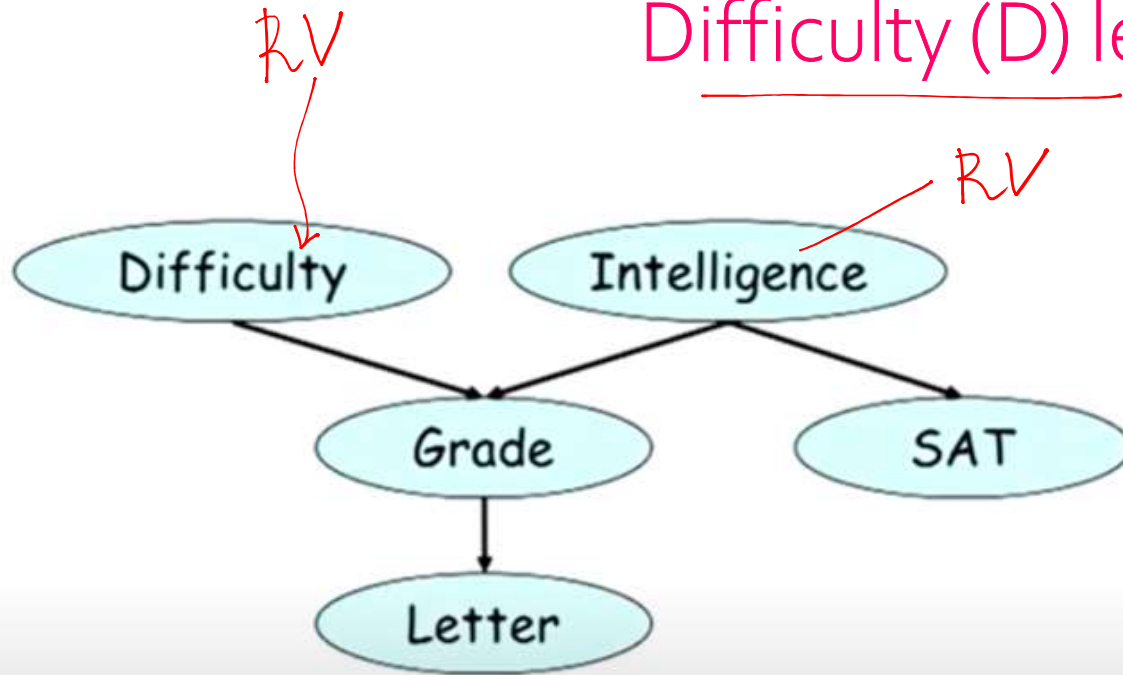 RV
Difficulty (D) le
RV
Difficulty
Intelligence
Grade
SAT
Letter